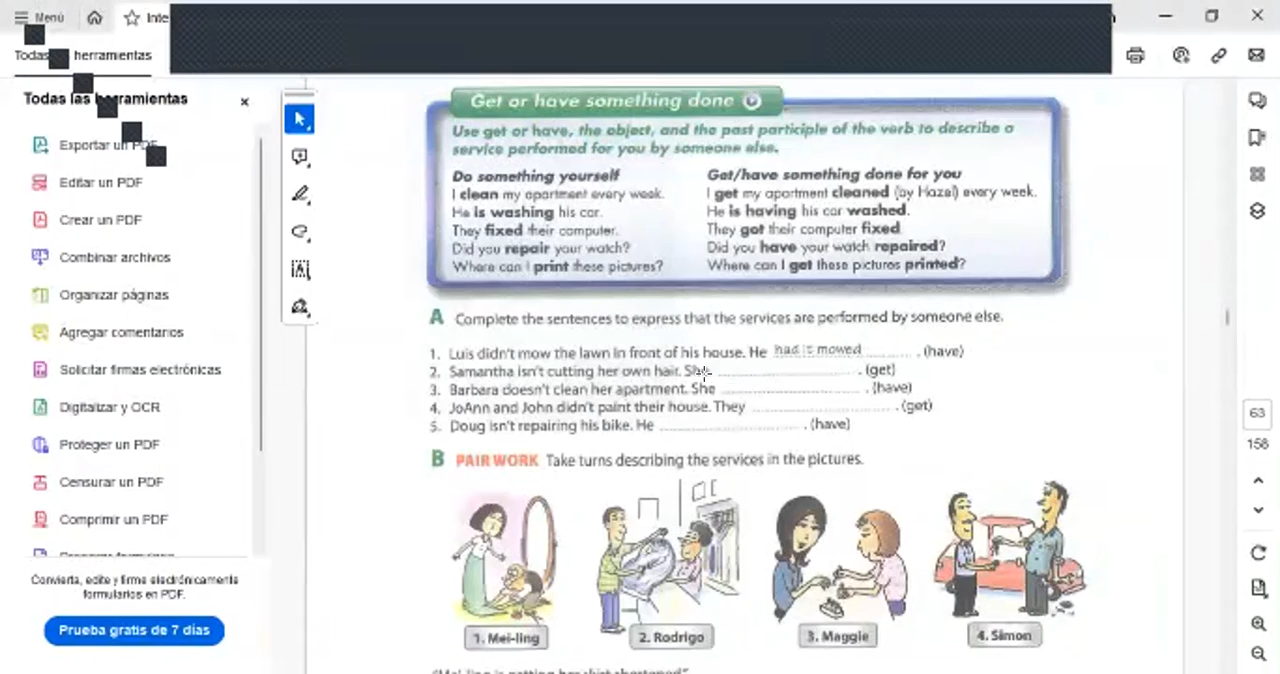 Menú
Inte
Todas herramientas
Todas las herramientas
Exportar un PDF
Editar un PDF
Crear un PDF
Combinar archivos
Organizar páginas
Agregar comentarios
Solicitar firmas electrónicas
Digitalizar y OCR
Proteger un PDF
Censurar un PDF
Comprimir un PDF
Convierta, edite y firme electrónicamente
formularios en PDF.
Prueba gratis de 7 días
Get or have something done
Use get or have, the object, and the past participle of the verb to describe a
service performed for you by someone else.
Do something yourself
I clean my apartment every week.
He is washing his car.
They fixed their computer.
Did you repair your watch?
Where can I print these pictures?
Get/have something done for you
I get my apartment cleaned (by Hazel) every week.
He is having his car washed.
They got their computer fixed.
Did you have your watch repaired?
Where can I get these pictures printed?
A Complete the sentences to express that the services are performed by someone else.
1. Luis didn't mow the lawn in front of his house. He had it mowed . (have)
2. Samantha isn't cutting her own hair. She . (get)
3. Barbara doesn't clean her apartment. She . (have)
4. JoAnn and John didn't paint their house. They . (get)
5. Doug isn't repairing his bike. He . (have)
B PAIR WORK Take turns describing the services in the pictures.
1. Mei-ling
2. Rodrigo
3. Maggie
4. Simon
"Mei-ling is getting her skirt shortened"
63
158